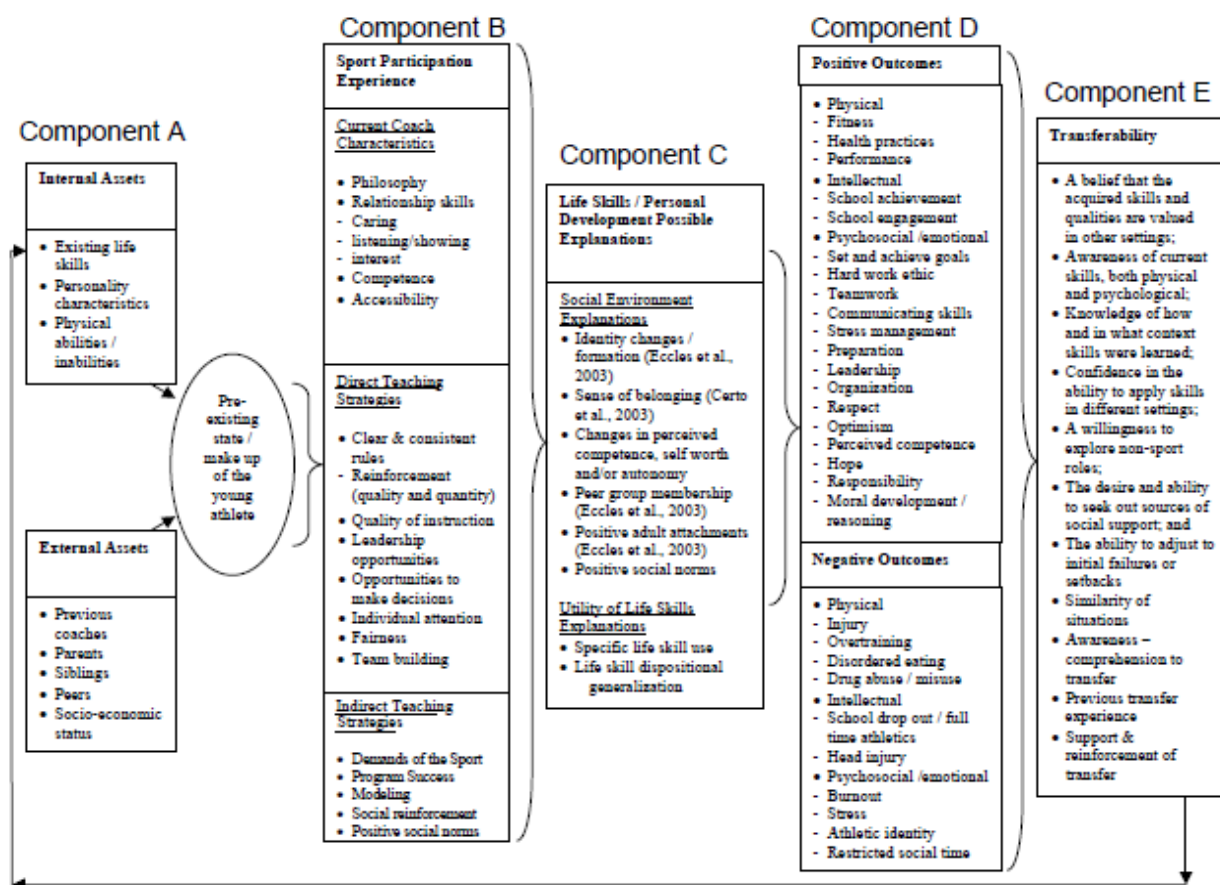 Component A
Internal Assets
• Existing life
skills
• Personality
characteristics
• Physical
abilities /
inabilities
Pre-
existing
state /
make up
of the
young
athlete
External Assets
• Previous
coaches
• Parents
• Siblings
• Peers
• Socio-economic
status
Component B
Sport Participation
Experience
Current Coach
Characteristics
• Philosophy
• Relationship skills
- Caring
- listening/showing
- interest
• Competence
• Accessibility
Direct Teaching
Strategies
• Clear & consistent
rules
- Reinforcement
(quality and quantity)
• Quality of instruction
• Leadership
opportunities
• Opportunities to
make decisions
• Individual attention
• Fairness
• Team building
Indirect Teaching
Strategies
• Demands of the Sport
• Program Success
• Modeling
• Social reinforcement
• Positive social norms
Component C
Life Skills / Personal
Development Possible
Explanations
Social Environment
Explanations
• Identity changes /
formation (Eccles et al.,
2003)
• Sense of belonging (Certo
et al., 2003)
• Changes in perceived
competence, self worth
and/or autonomy
• Peer group membership
(Eccles et al., 2003)
• Positive adult attachments
(Eccles et al., 2003)
• Positive social norms
Utility of Life Skills
Explanations
• Specific life skill use
• Life skill dispositional
generalization
Component D
Positive Outcomes
• Physical
- Fitness
- Health practices
- Performance
• Intellectual
- School achievement
- School engagement
• Psychosocial /emotional
- Set and achieve goals
- Hard work ethic
- Teamwork
- Communicating skills
- Stress management
- Preparation
- Leadership
- Organization
- Respect
- Optimism
- Perceived competence
- Hope
- Responsibility
- Moral development /
reasoning
Negative Outcomes
• Physical
- Injury
- Overtraining
- Disordered eating
- Drug abuse / misuse
• Intellectual
- School drop out / full
time athletics
- Head injury
• Psychosocial /emotional
- Burnout
- Stress
- Athletic identity
- Restricted social time
Component E
Transferability
• A belief that the
acquired skills and
qualities are valued
in other settings;
• Awareness of current
skills, both physical
and psychological;
• Knowledge of how
and in what context
skills were learned;
• Confidence in the
ability to apply skills
in different settings;
• A willingness to
explore non-sport
roles;
• The desire and ability
to seek out sources of
social support; and
• The ability to adjust to
initial failures or
setbacks
• Similarity of
situations
• Awareness –
comprehension to
transfer
• Previous transfer
experience
• Support &
reinforcement of
transfer